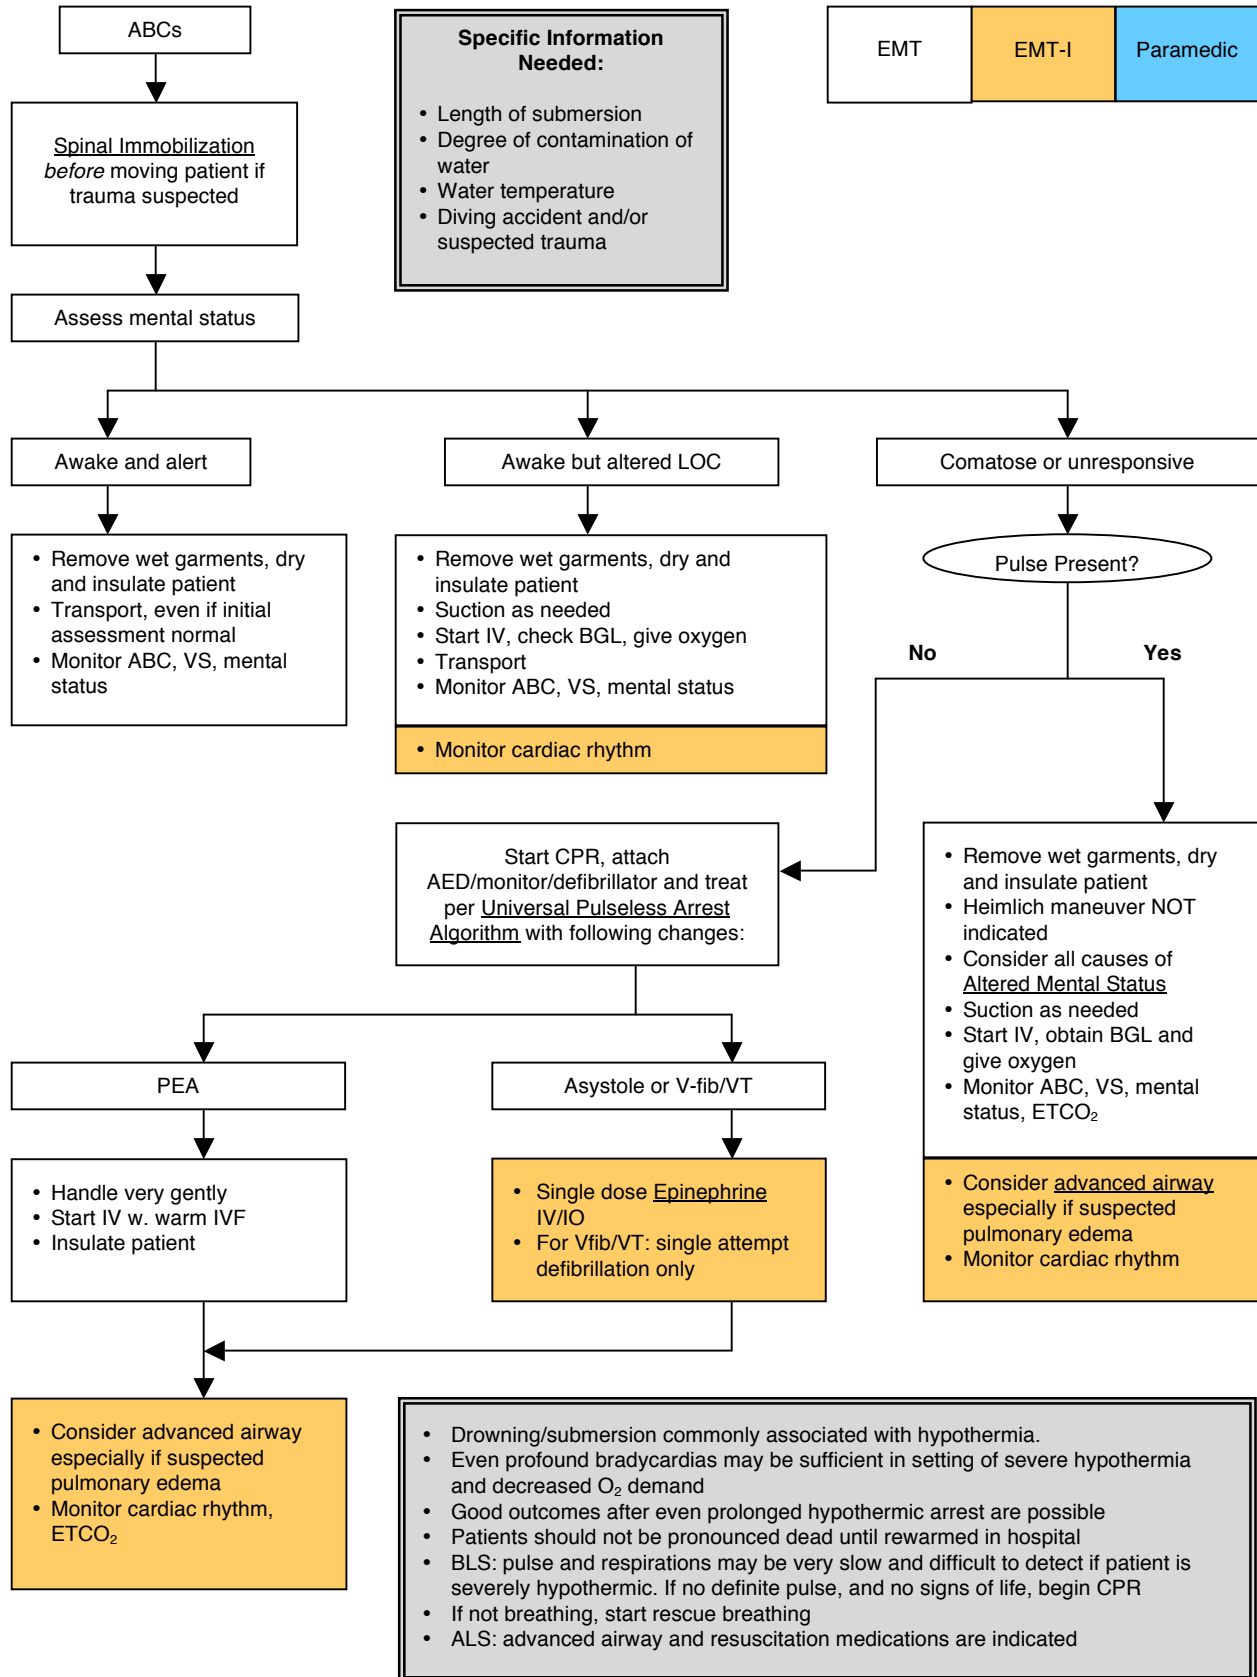 ABCs
Specific Information
Needed:
• Length of submersion
• Degree of contamination of
water
• Water temperature
• Diving accident and/or
suspected trauma
EMT
EMT-I
Paramedic
Spinal Immobilization
before moving patient if
trauma suspected
Assess mental status
Awake and alert
Awake but altered LOC
Comatose or unresponsive
• Remove wet garments, dry
and insulate patient
• Transport, even if initial
assessment normal
• Monitor ABC, VS, mental
status
• Remove wet garments, dry and
insulate patient
• Suction as needed
• Start IV, check BGL, give oxygen
• Transport
• Monitor ABC, VS, mental status
• Monitor cardiac rhythm
Pulse Present?
No
Yes
Start CPR, attach
AED/monitor/defibrillator and treat
per Universal Pulseless Arrest
Algorithm with following changes:
• Remove wet garments, dry
and insulate patient
• Heimlich maneuver NOT
indicated
• Consider all causes of
Altered Mental Status
• Suction as needed
• Start IV, obtain BGL and
give oxygen
• Monitor ABC, VS, mental
status, ETCO₂
• Consider advanced airway
especially if suspected
pulmonary edema
• Monitor cardiac rhythm
PEA
Asystole or V-fib/VT
• Handle very gently
• Start IV w. warm IVF
• Insulate patient
• Single dose Epinephrine
IV/IO
• For Vfib/VT: single attempt
defibrillation only
• Consider advanced airway
especially if suspected
pulmonary edema
• Monitor cardiac rhythm,
ETCO₂
• Drowning/submersion commonly associated with hypothermia.
• Even profound bradycardias may be sufficient in setting of severe hypothermia
and decreased O₂ demand
• Good outcomes after even prolonged hypothermic arrest are possible
• Patients should not be pronounced dead until rewarmed in hospital
• BLS: pulse and respirations may be very slow and difficult to detect if patient is
severely hypothermic. If no definite pulse, and no signs of life, begin CPR
• If not breathing, start rescue breathing
• ALS: advanced airway and resuscitation medications are indicated